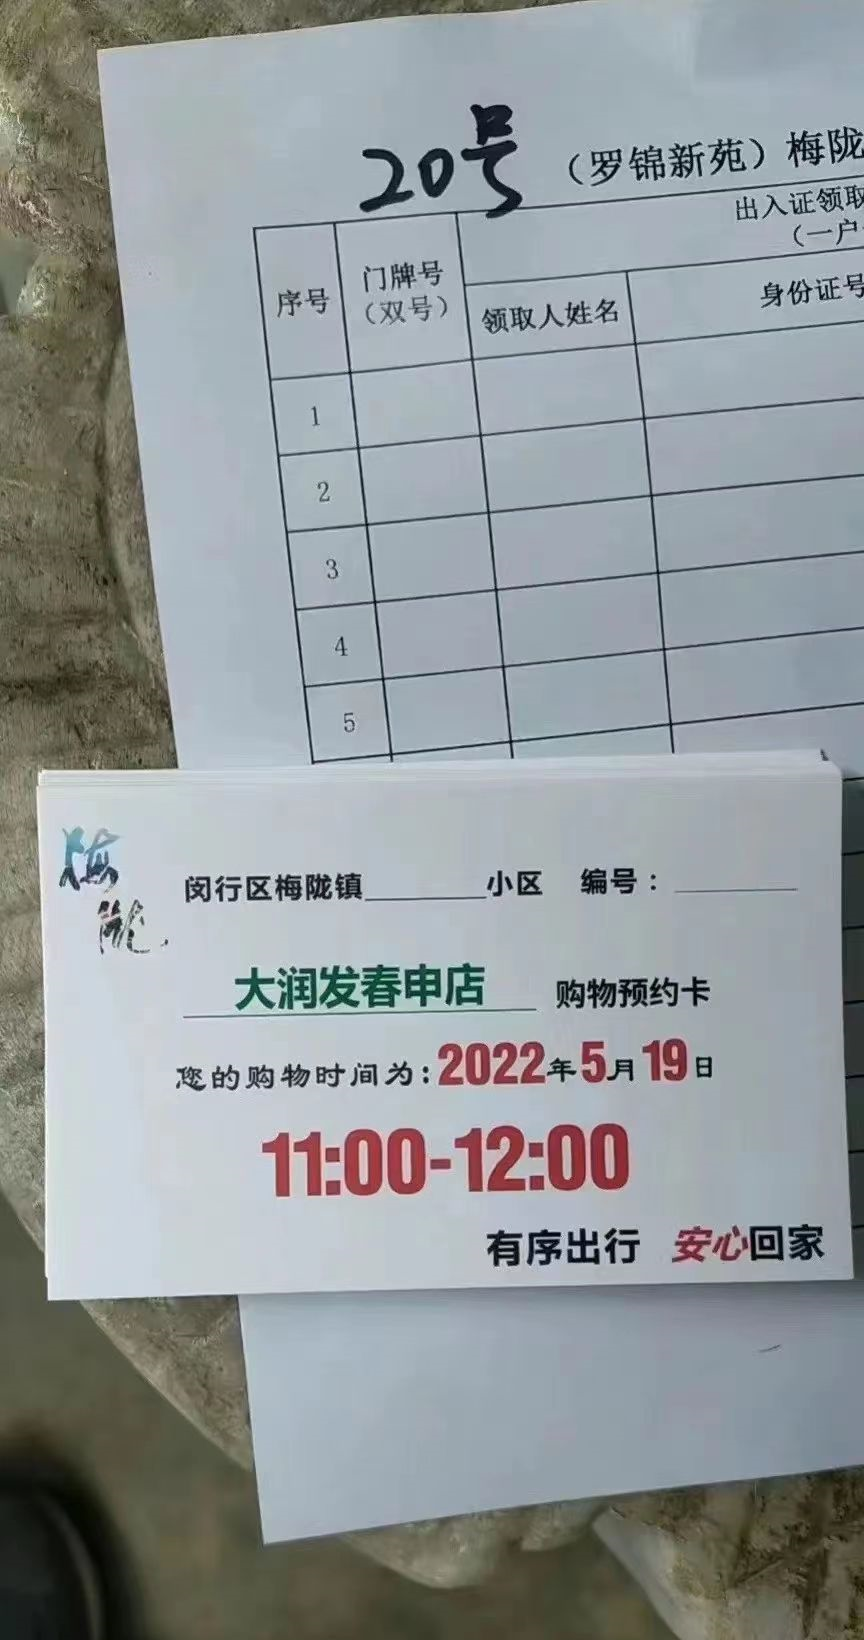 20号 （罗锦新苑）梅陇
出入证领取
（一户
序号 门牌号
（双号） 领取人姓名 身份证号
1
2
3
4
5
梅
陇
闵行区梅陇镇________小区 编号：________
大润发春申店 购物预约卡
您的购物时间为：2022年5月19日
11:00-12:00
有序出行 安心回家